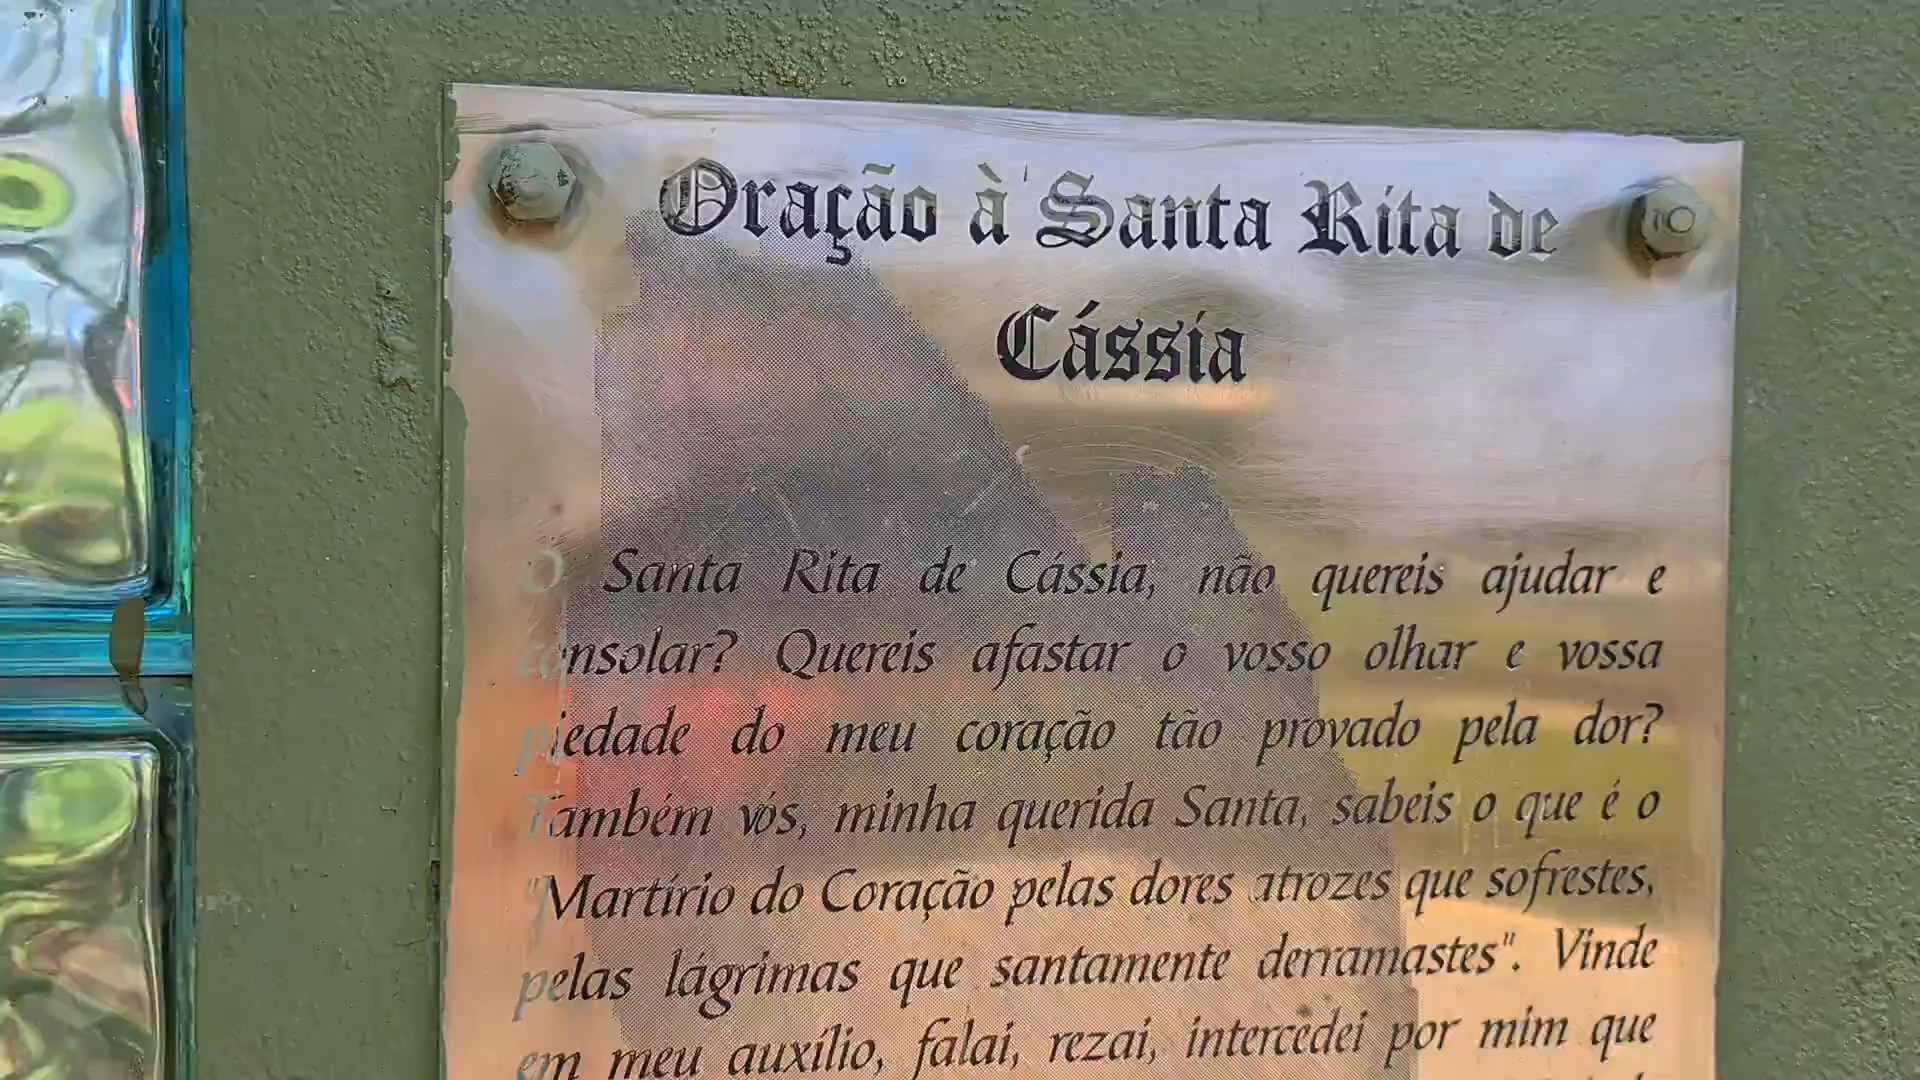 Oração à Santa Rita de
Cássia
O Santa Rita de Cássia, não quereis ajudar e
consolar? Quereis afastar o vosso olhar e vossa
piedade do meu coração tão provado pela dor?
Também vós, minha querida Santa, sabeis o que é o
"Martírio do Coração pelas dores atrozes que sofrestes,
pelas lágrimas que santamente derramastes". Vinde
em meu auxílio, falai, rezai, intercedei por mim que